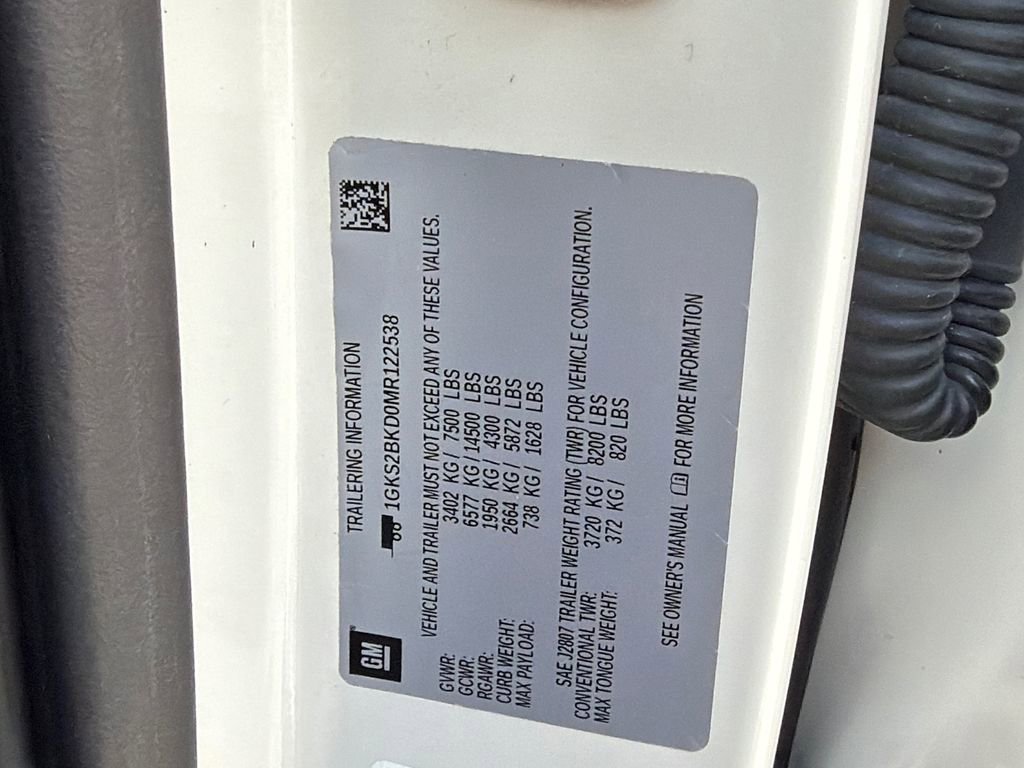 GM
TRAILERING INFORMATION
1GKS2BKD0MR122538
VEHICLE AND TRAILER MUST NOT EXCEED ANY OF THESE VALUES.
GVWR: 3402 KG / 7500 LBS
GCWR: 6577 KG 14500 LBS
RGAWR: 1950 KG / 4300 LBS
CURB WEIGHT: 2664 KG / 5872 LBS
MAX PAYLOAD: 738 KG / 1628 LBS
SAE J2807 TRAILER WEIGHT RATING (TWR) FOR VEHICLE CONFIGURATION.
CONVENTIONAL TWR: 3720 KG / 8200 LBS
MAX TONGUE WEIGHT: 372 KG / 820 LBS
SEE OWNER'S MANUAL FOR MORE INFORMATION